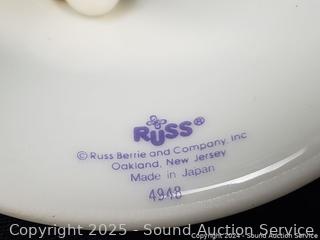 RUSS®
© Russ Berrie and Company, Inc
Oakland, New Jersey
Made in Japan
4948
Copyright 2025 - Sound Auction Service
Copyright 2024 - Sound Auction Service